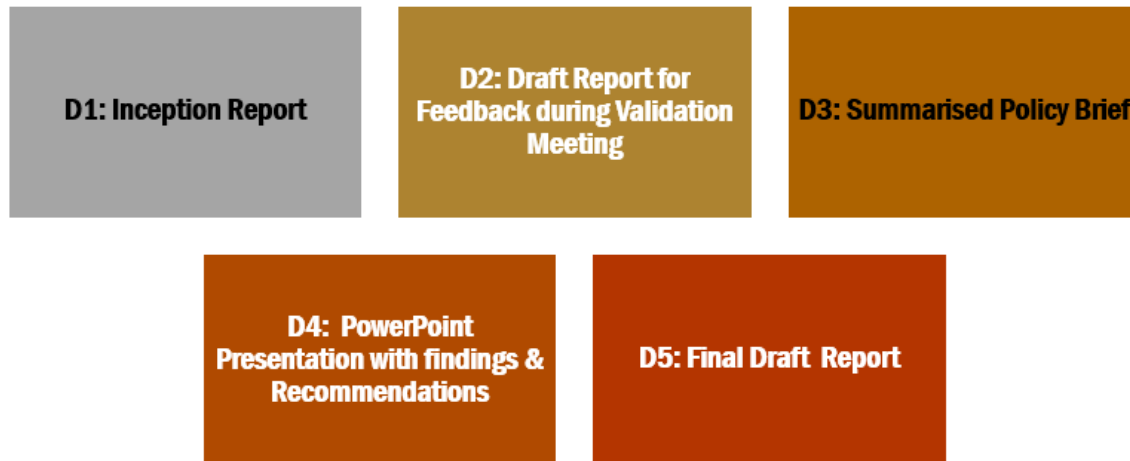 D1: Inception Report
D2: Draft Report for
Feedback during Validation
Meeting
D3: Summarised Policy Brief
D4: PowerPoint
Presentation with findings &
Recommendations
D5: Final Draft Report